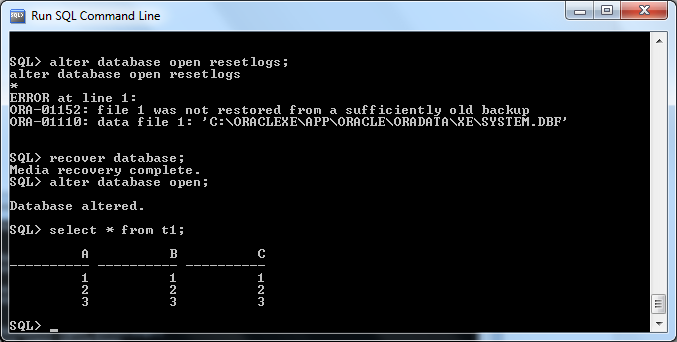 Run SQL Command Line
SQL> alter database open resetlogs;
alter database open resetlogs
*
ERROR at line 1:
ORA-01152: file 1 was not restored from a sufficiently old backup
ORA-01110: data file 1: 'C:\ORACLEXE\APP\ORACLE\ORADATA\XE\SYSTEM.DBF'
SQL> recover database;
Media recovery complete.
SQL> alter database open;
Database altered.
SQL> select * from t1;
A B C
---------- ---------- ----------
1 1 1
2 2 2
3 3 3
SQL> _